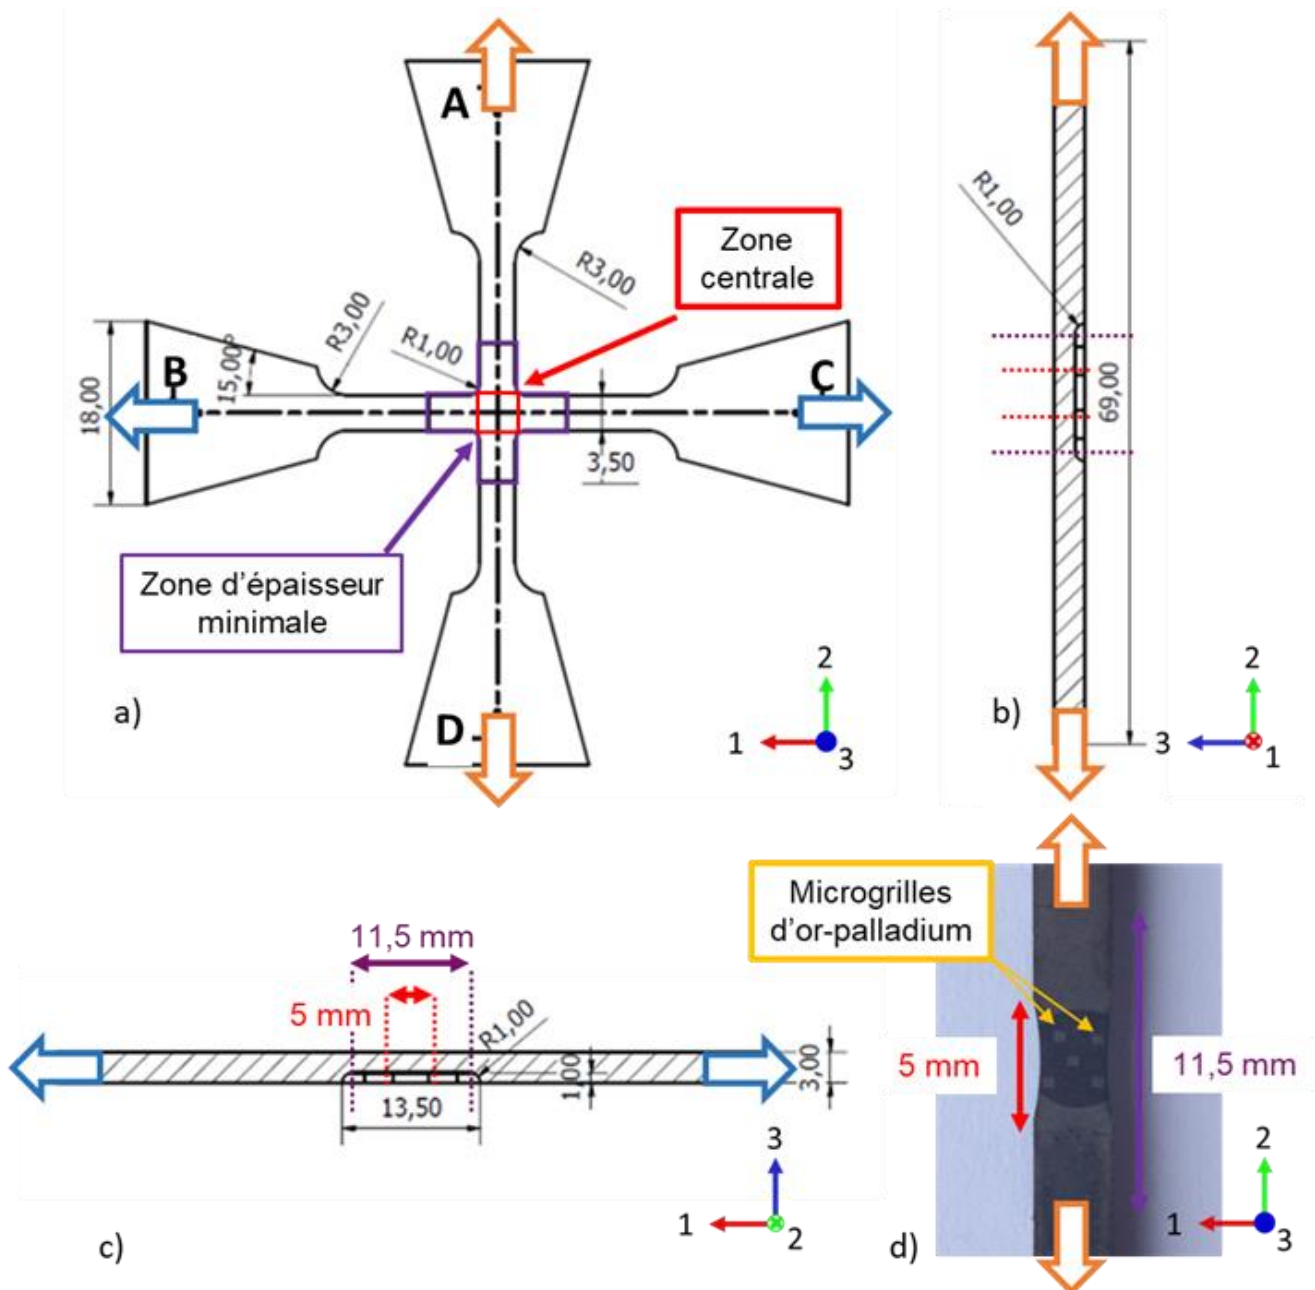 A
Zone
centrale
R3,00
R3,00
R1,00
15,00°
18,00
B
C
3,50
Zone d'épaisseur
minimale
D
a)
2
1
3
R1,00
69,00
b)
2
3
1
11,5 mm
5 mm
R1,00
1,00
3,00
13,50
c)
3
1
2
Microgrilles
d'or-palladium
5 mm
11,5 mm
d)
2
1
3